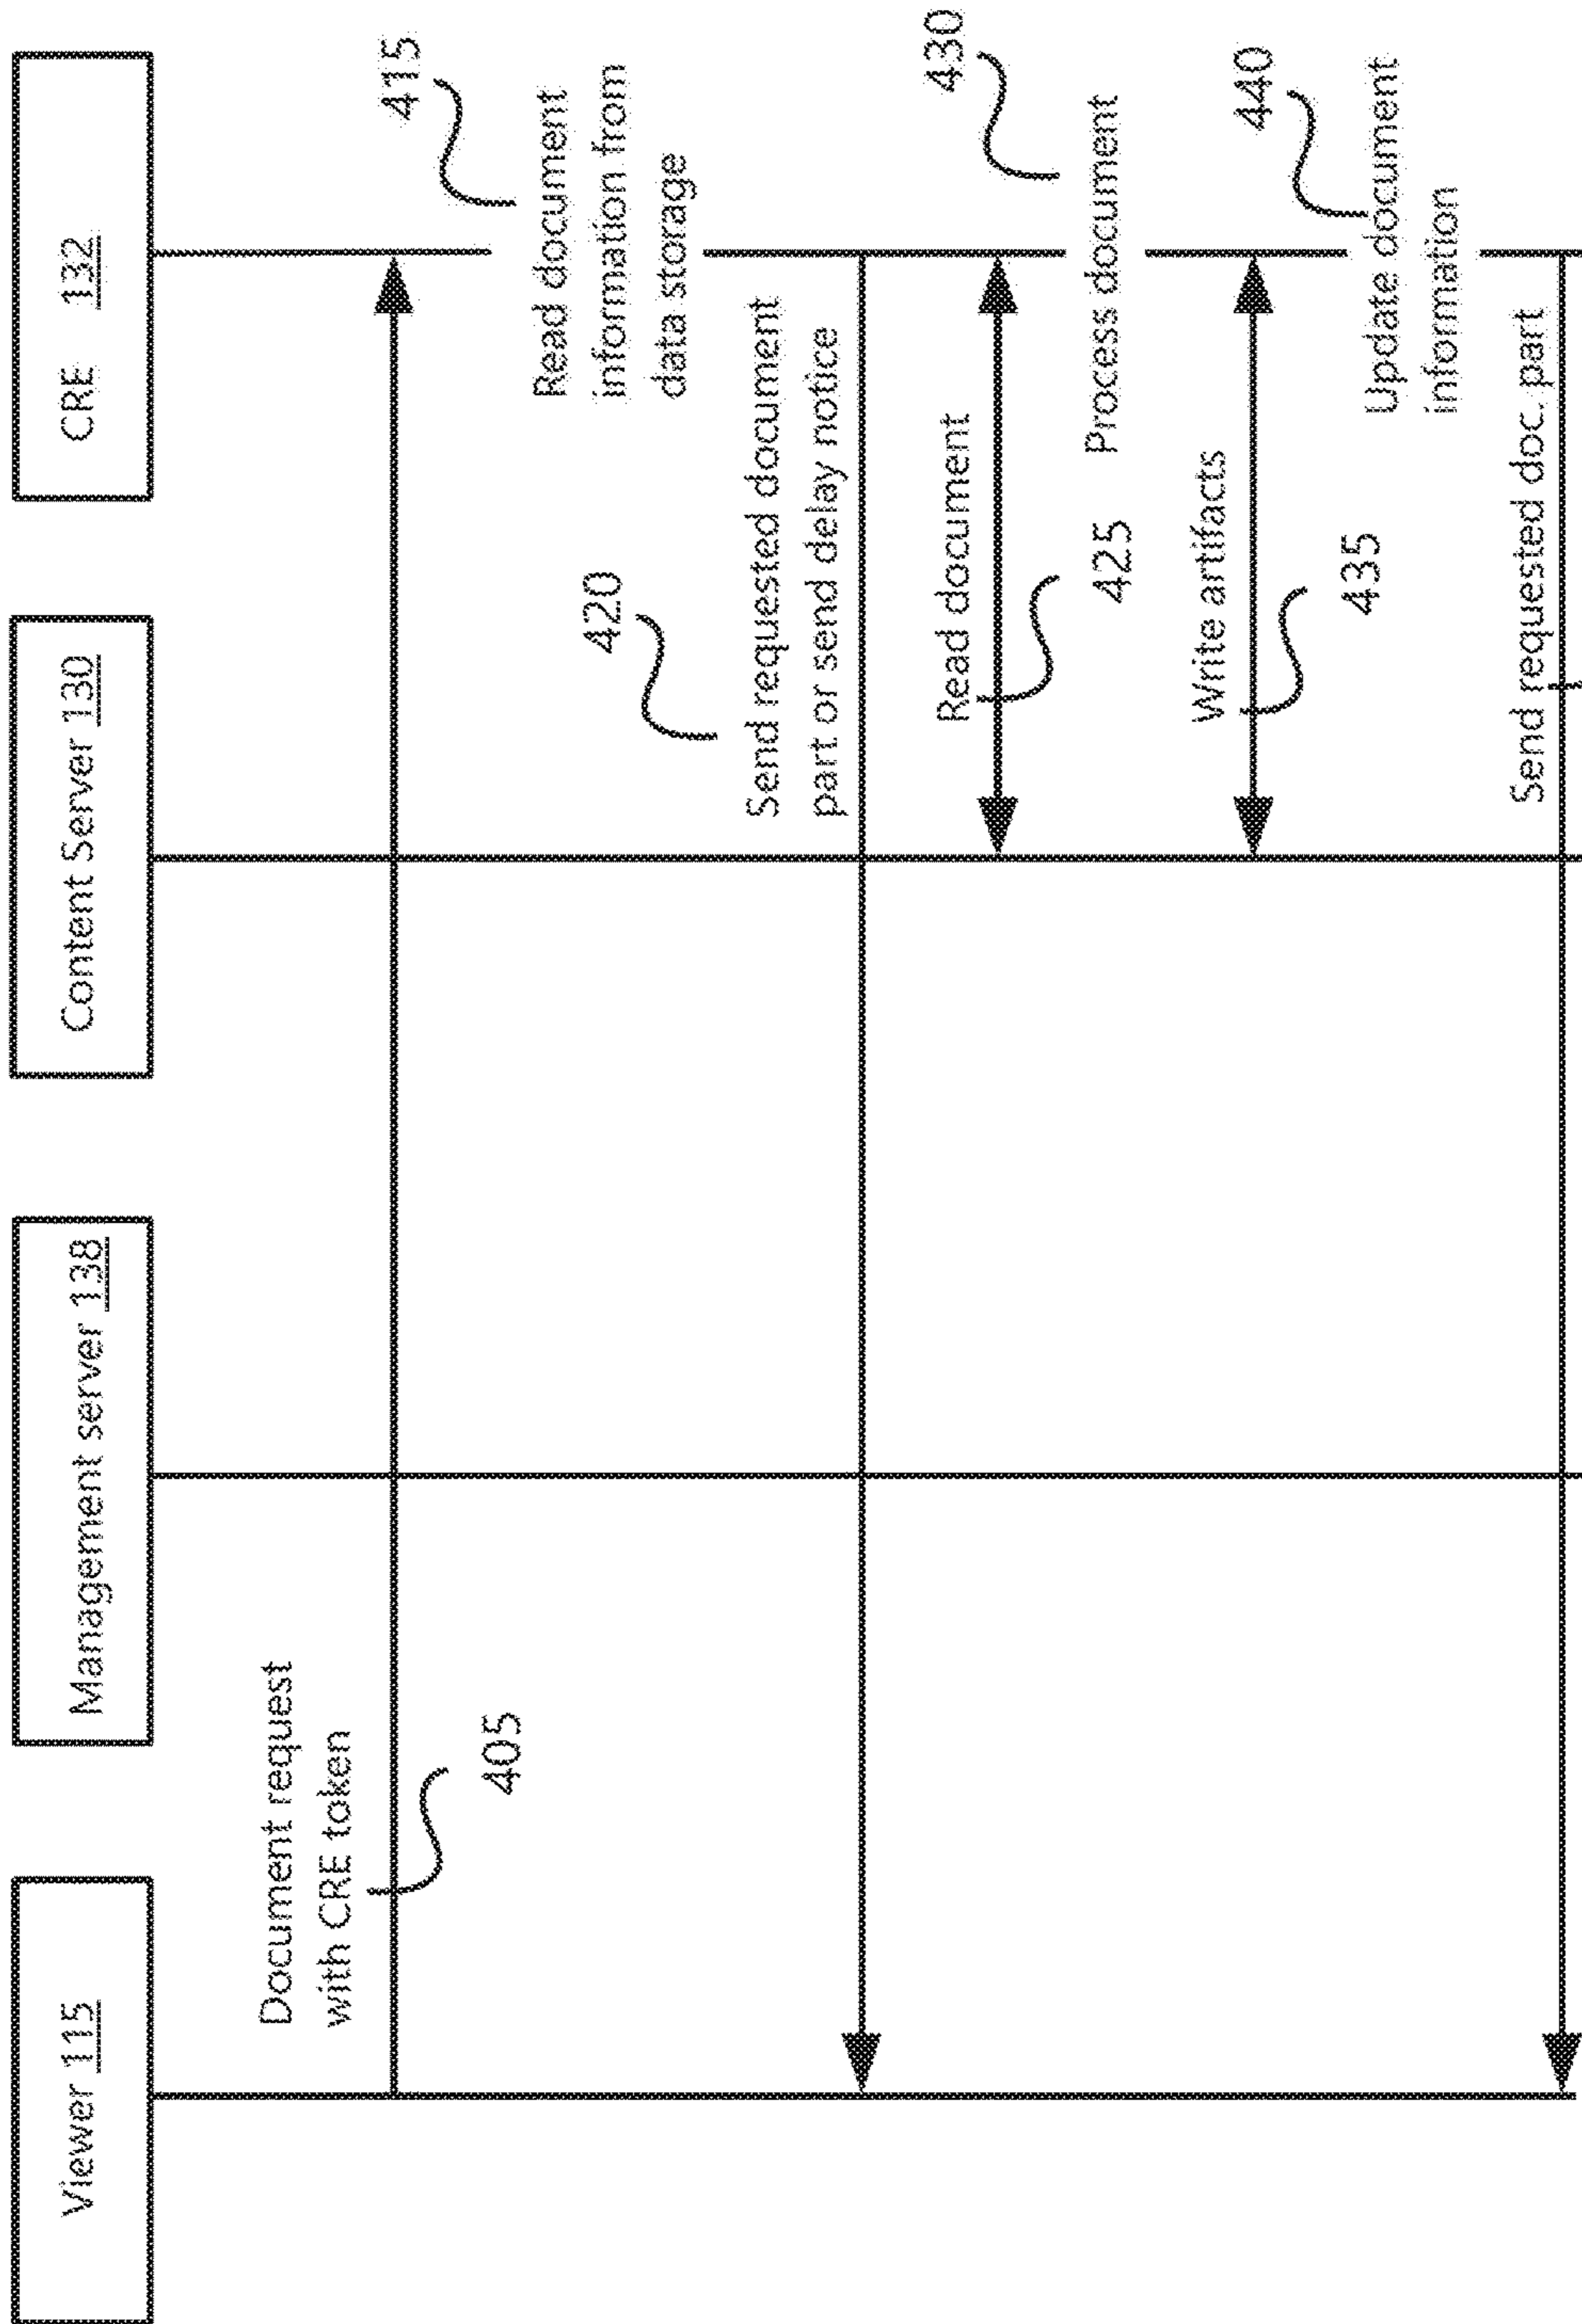 Viewer 115
Management server 138
Content Server 130
CRE 132
Document request
with CRE token
405
415
Read document
information from
data storage
420
Send requested document
part or send delay notice
Read document
425
430
Process document
Write artifacts
435
440
Update document
information
Send requested doc. part